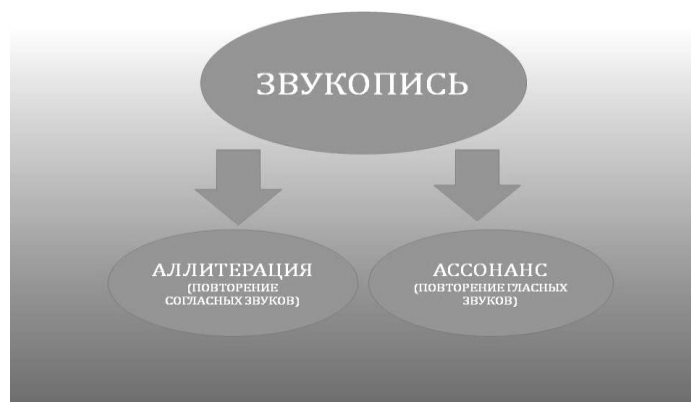 ЗВУКОПИСЬ
АЛЛИТЕРАЦИЯ
(ПОВТОРЕНИЕ
СОГЛАСНЫХ ЗВУКОВ)
АССОНАНС
(ПОВТОРЕНИЕ ГЛАСНЫХ
ЗВУКОВ)